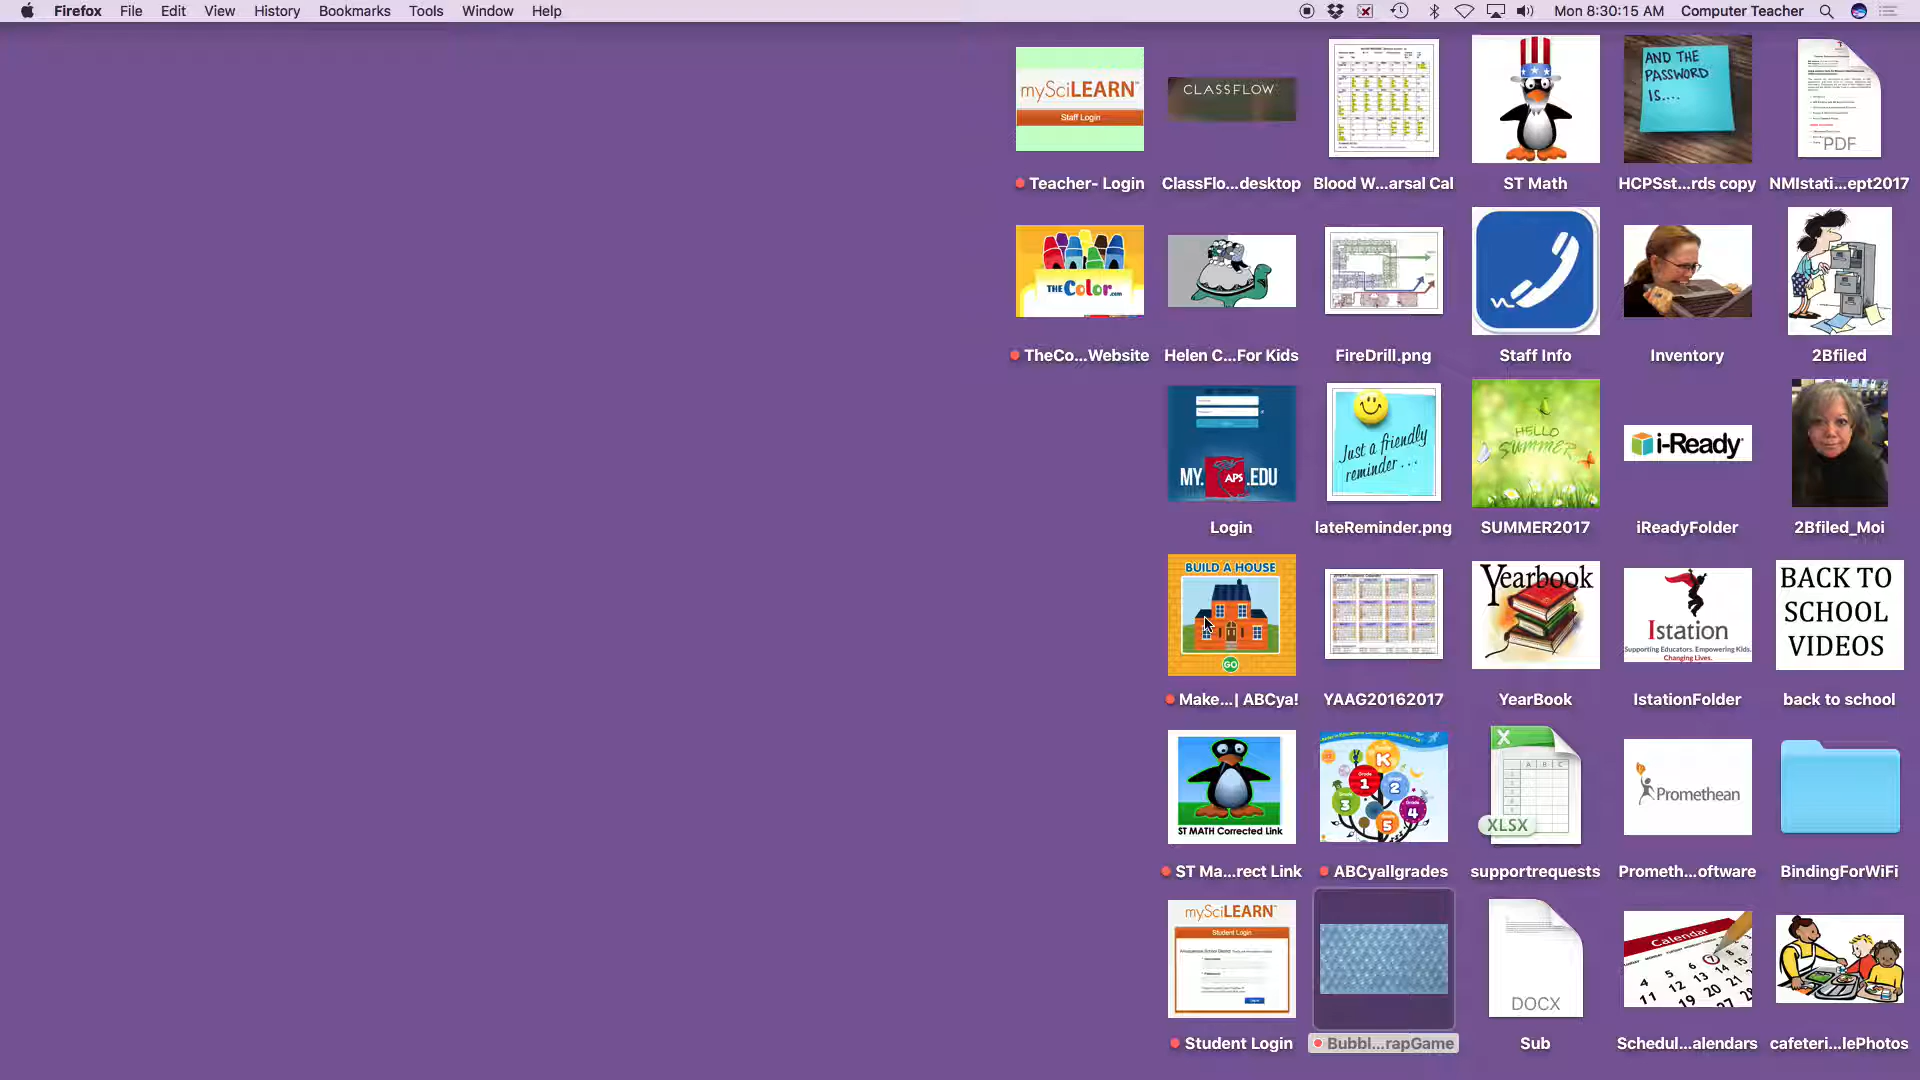 Firefox File Edit View History Bookmarks Tools Window Help
Mon 8:30:15 AM Computer Teacher
mySciLEARN™
Staff Login
Teacher- Login
CLASSFLOW
ClassFlo...desktop
Blood W...arsal Cal
ST Math
AND THE
PASSWORD
IS....
HCPSst...rds copy
PDF
NMIstati...ept2017
THE Color.com
TheCo...Website
Helen C...For Kids
FireDrill.png
Staff Info
Inventory
2Bfiled
MY. APS .EDU
Login
Just a friendly
reminder...
lateReminder.png
HELLO
SUMMER
SUMMER2017
i-Ready
iReadyFolder
2Bfiled_Moi
BUILD A HOUSE
GO
Make...| ABCya!
YAAG20162017
Yearbook
YearBook
Istation
Supporting Educators. Empowering Kids.
Changing Lives.
IstationFolder
BACK TO
SCHOOL
VIDEOS
back to school
ST MATH Corrected Link
ST Ma...rect Link
K
Grade 1
Grade 2
Grade 3
Grade 4
5
ABCyallgrades
X
A B C
XLSX
supportrequests
Promethean
Prometh...oftware
BindingForWiFi
mySciLEARN™
Student Login
Student Login
Bubbl...rapGame
DOCX
Sub
Calendar
Schedul...alendars
cafeteri...lePhotos